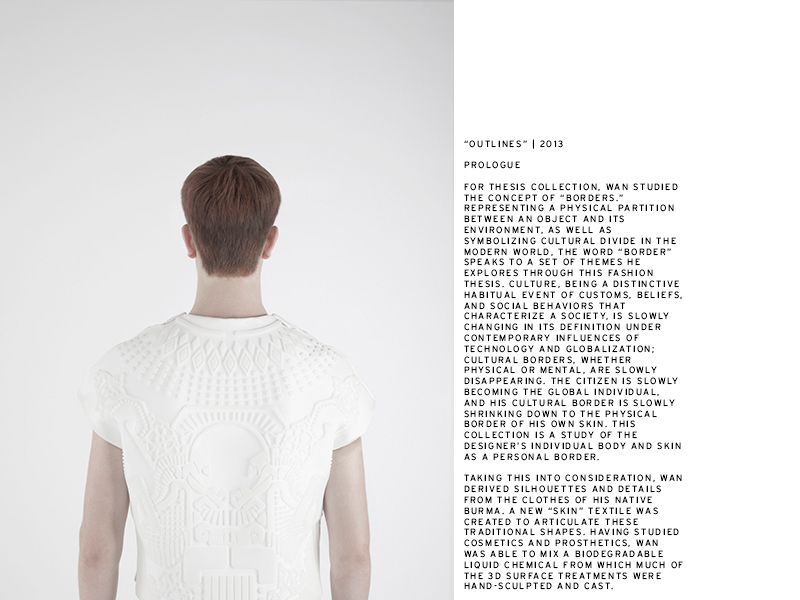 “OUTLINES” | 2013
PROLOGUE
FOR THESIS COLLECTION, WAN STUDIED
THE CONCEPT OF “BORDERS.”
REPRESENTING A PHYSICAL PARTITION
BETWEEN AN OBJECT AND ITS
ENVIRONMENT, AS WELL AS
SYMBOLIZING CULTURAL DIVIDE IN THE
MODERN WORLD, THE WORD “BORDER”
SPEAKS TO A SET OF THEMES HE
EXPLORES THROUGH THIS FASHION
THESIS. CULTURE, BEING A DISTINCTIVE
HABITUAL EVENT OF CUSTOMS, BELIEFS,
AND SOCIAL BEHAVIORS THAT
CHARACTERIZE A SOCIETY, IS SLOWLY
CHANGING IN ITS DEFINITION UNDER
CONTEMPORARY INFLUENCES OF
TECHNOLOGY AND GLOBALIZATION;
CULTURAL BORDERS, WHETHER
PHYSICAL OR MENTAL, ARE SLOWLY
DISAPPEARING. THE CITIZEN IS SLOWLY
BECOMING THE GLOBAL INDIVIDUAL,
AND HIS CULTURAL BORDER IS SLOWLY
SHRINKING DOWN TO THE PHYSICAL
BORDER OF HIS OWN SKIN. THIS
COLLECTION IS A STUDY OF THE
DESIGNER'S INDIVIDUAL BODY AND SKIN
AS A PERSONAL BORDER.
TAKING THIS INTO CONSIDERATION, WAN
DERIVED SILHOUETTES AND DETAILS
FROM THE CLOTHES OF HIS NATIVE
BURMA. A NEW “SKIN” TEXTILE WAS
CREATED TO ARTICULATE THESE
TRADITIONAL SHAPES. HAVING STUDIED
COSMETICS AND PROSTHETICS, WAN
WAS ABLE TO MIX A BIODEGRADABLE
LIQUID CHEMICAL FROM WHICH MUCH OF
THE 3D SURFACE TREATMENTS WERE
HAND-SCULPTED AND CAST.